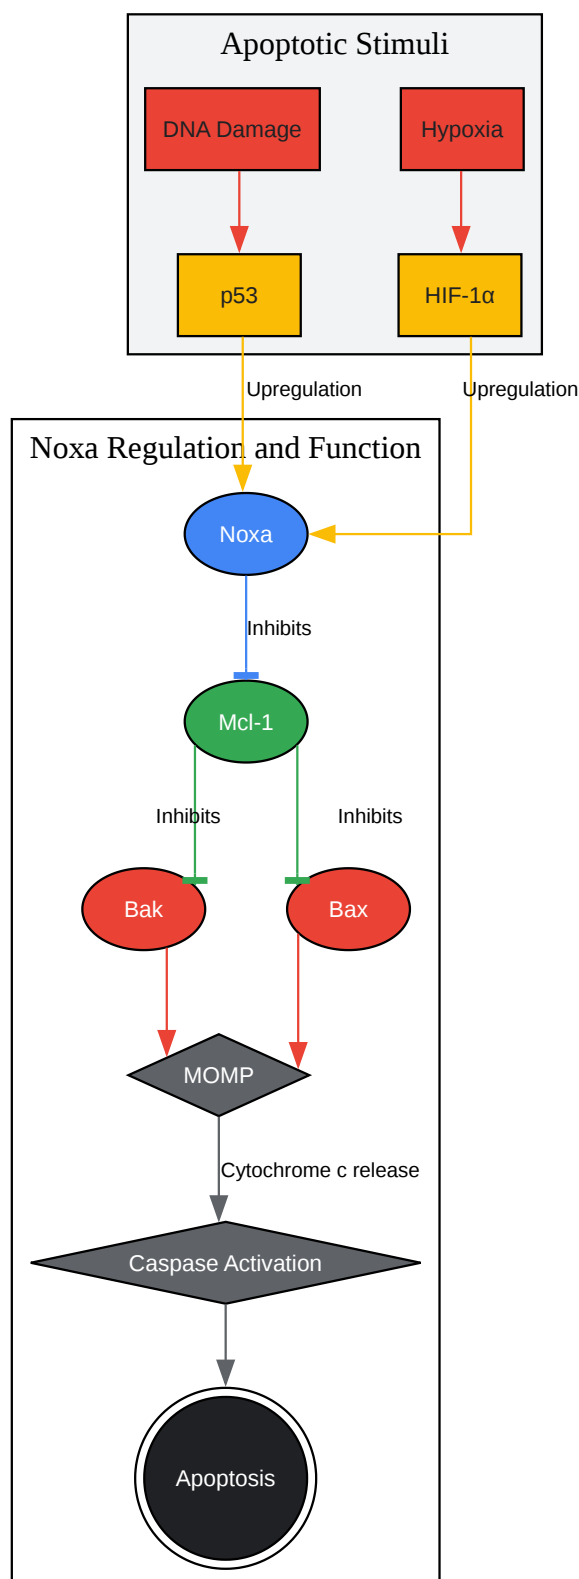 Apoptotic Stimuli
DNA Damage
Hypoxia
p53
HIF-1α
Upregulation
Upregulation
Noxa Regulation and Function
Noxa
Inhibits
Mcl-1
Inhibits
Inhibits
Bak
Bax
MOMP
Cytochrome c release
Caspase Activation
Apoptosis